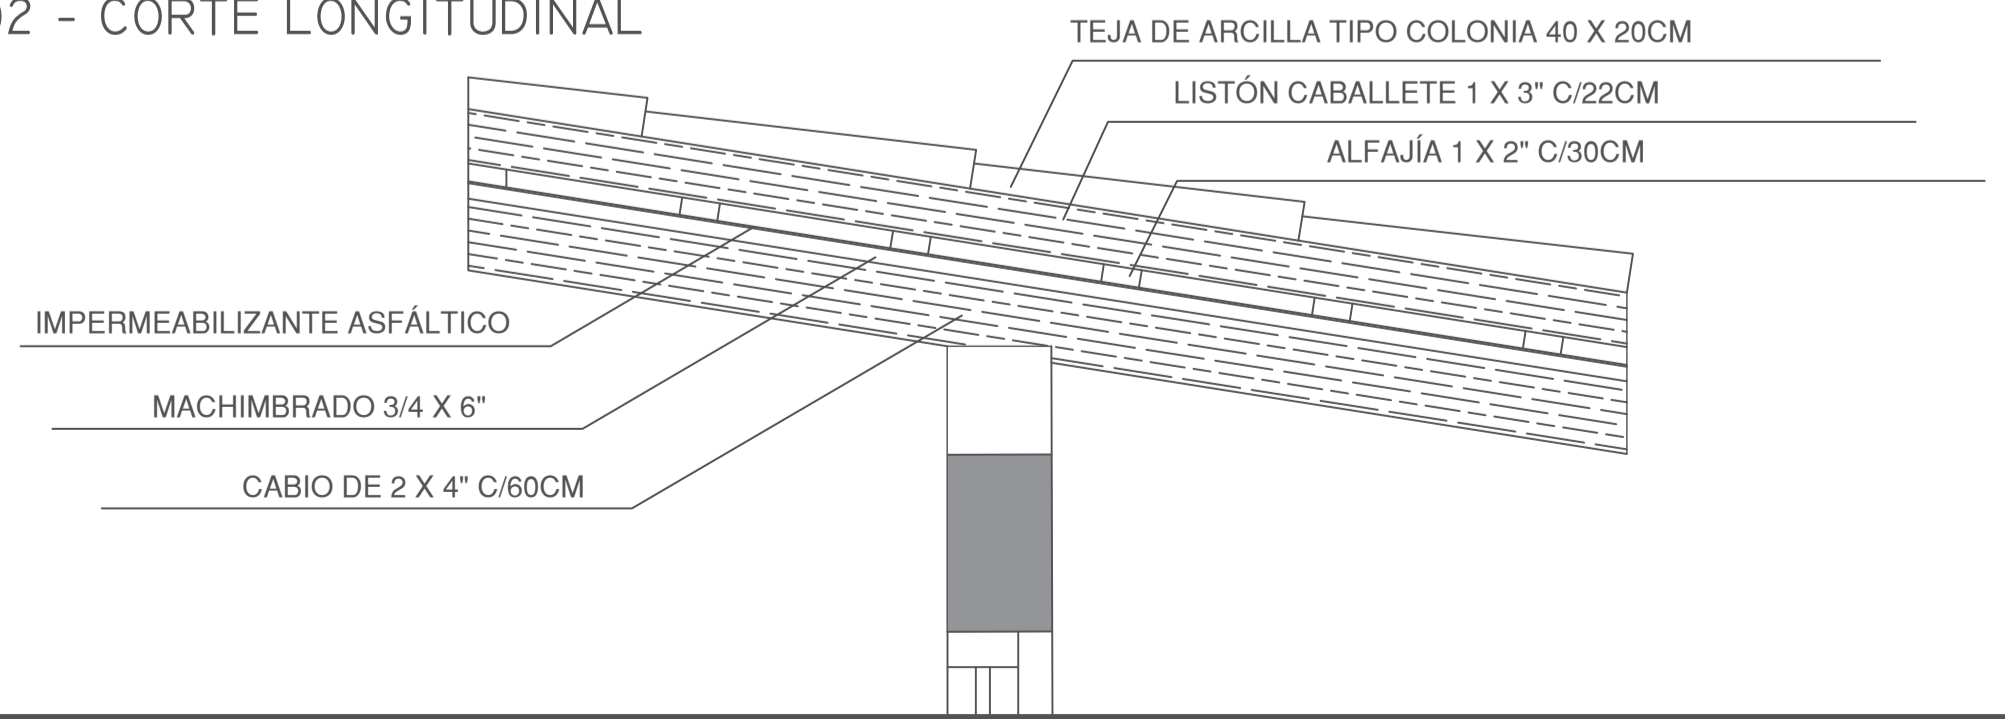 02 - CORTE LONGITUDINAL
TEJA DE ARCILLA TIPO COLONIA 40 X 20CM
LISTÓN CABALLETE 1 X 3" C/22CM
ALFAJÍA 1 X 2" C/30CM
IMPERMEABILIZANTE ASFÁLTICO
MACHIMBRADO 3/4 X 6"
CABIO DE 2 X 4" C/60CM